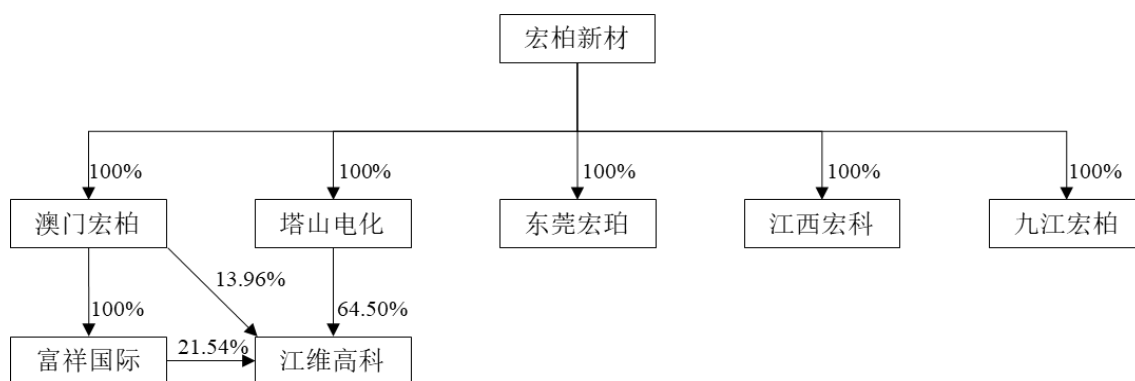 宏柏新材
100%
100%
100%
100%
100%
澳门宏柏
塔山电化
东莞宏珀
江西宏科
九江宏柏
13.96%
100%
64.50%
富祥国际
21.54%
江维高科